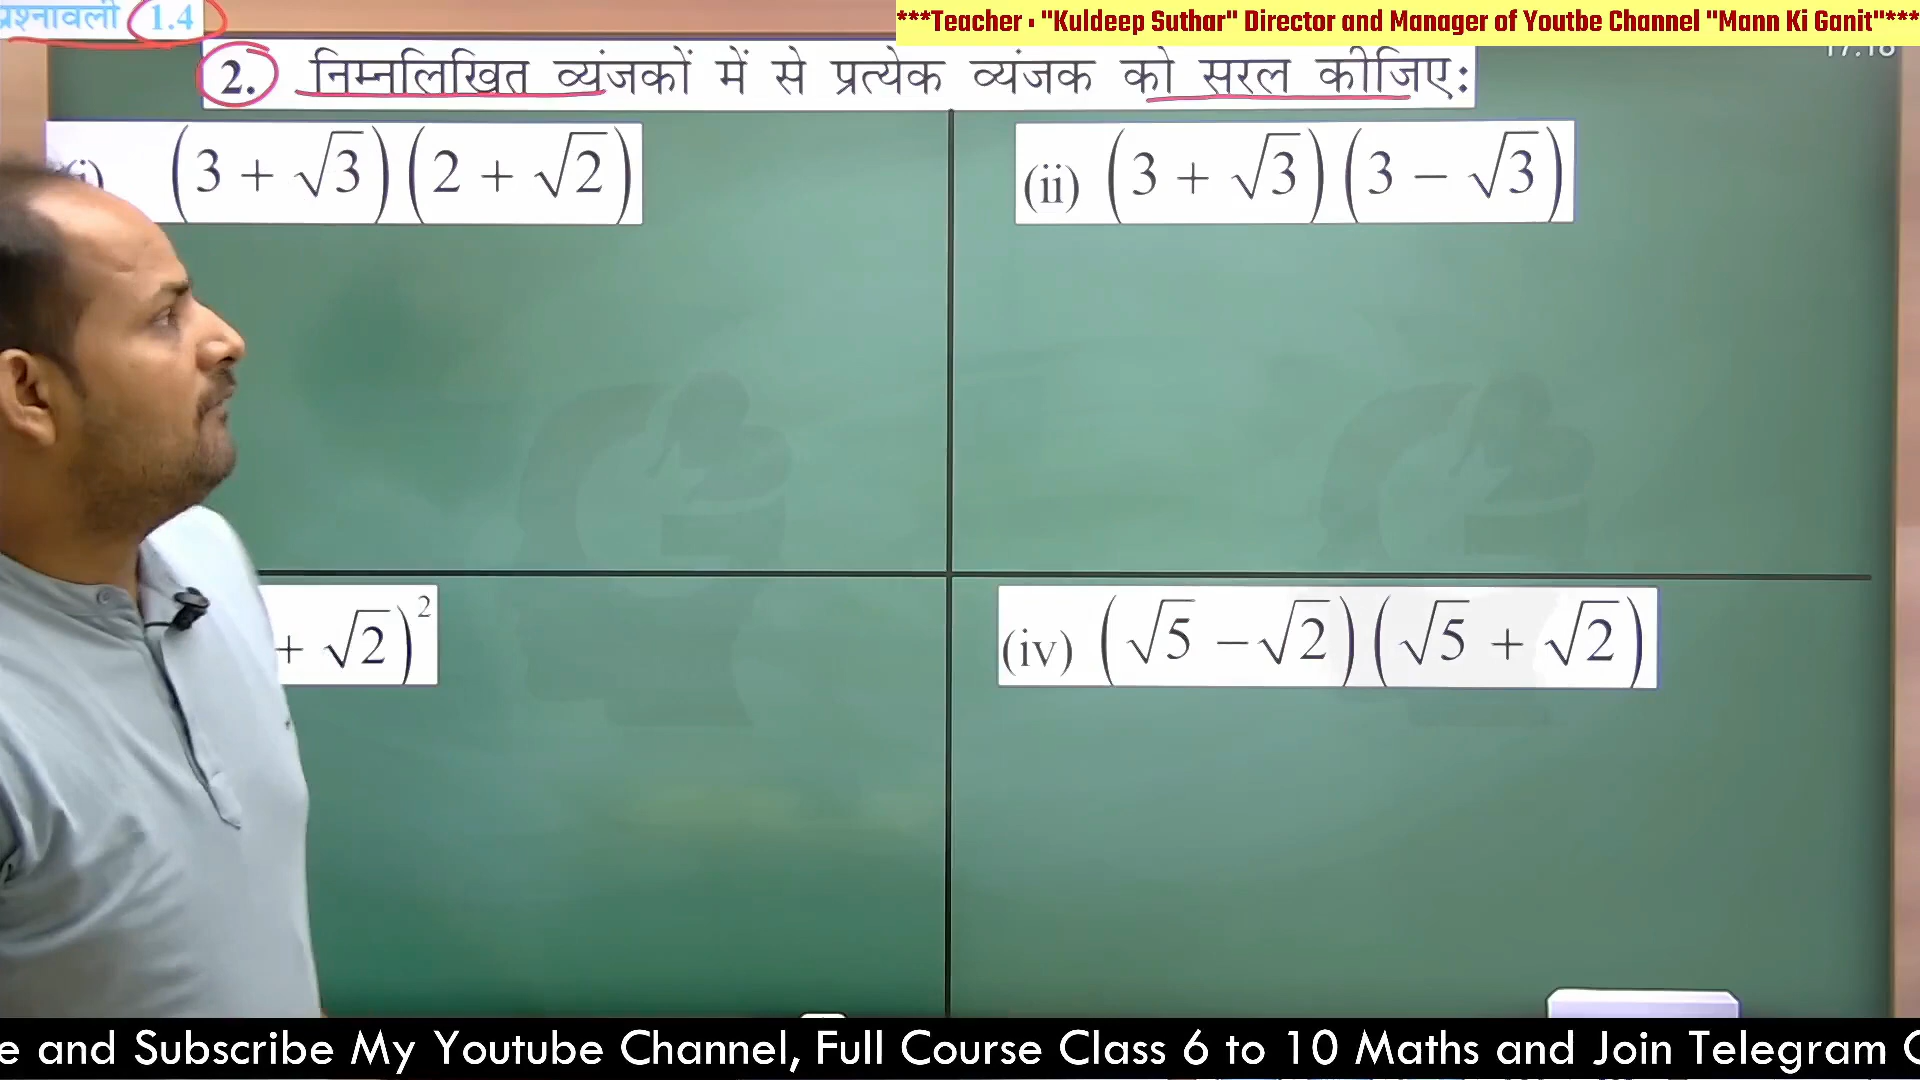 प्रश्नावली 1.4
***Teacher : "Kuldeep Suthar" Director and Manager of Youtbe Channel "Mann Ki Ganit"***
2. निम्नलिखित व्यंजकों में से प्रत्येक व्यंजक को सरल कीजिए:
(i) (3 + √3) (2 + √2)
(ii) (3 + √3) (3 − √3)
+ √2)²
(iv) (√5 − √2) (√5 + √2)
e and Subscribe My Youtube Channel, Full Course Class 6 to 10 Maths and Join Telegram